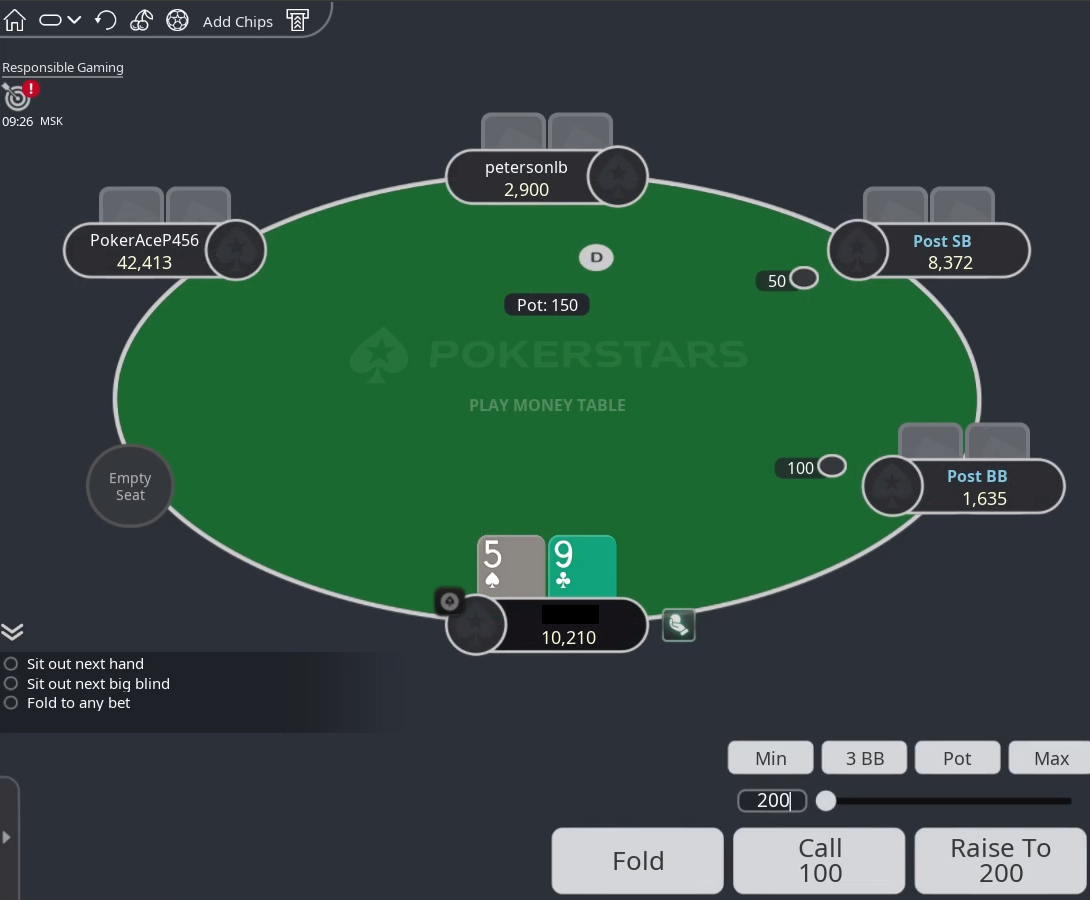 Add Chips
Responsible Gaming
!
09:26 MSK
petersonlb
2,900
PokerAceP456
42,413
Post SB
8,372
D
50
Pot: 150
POKERSTARS
PLAY MONEY TABLE
100
Post BB
1,635
Empty
Seat
5
9
10,210
Sit out next hand
Sit out next big blind
Fold to any bet
Min
3 BB
Pot
Max
200
Fold
Call
100
Raise To
200